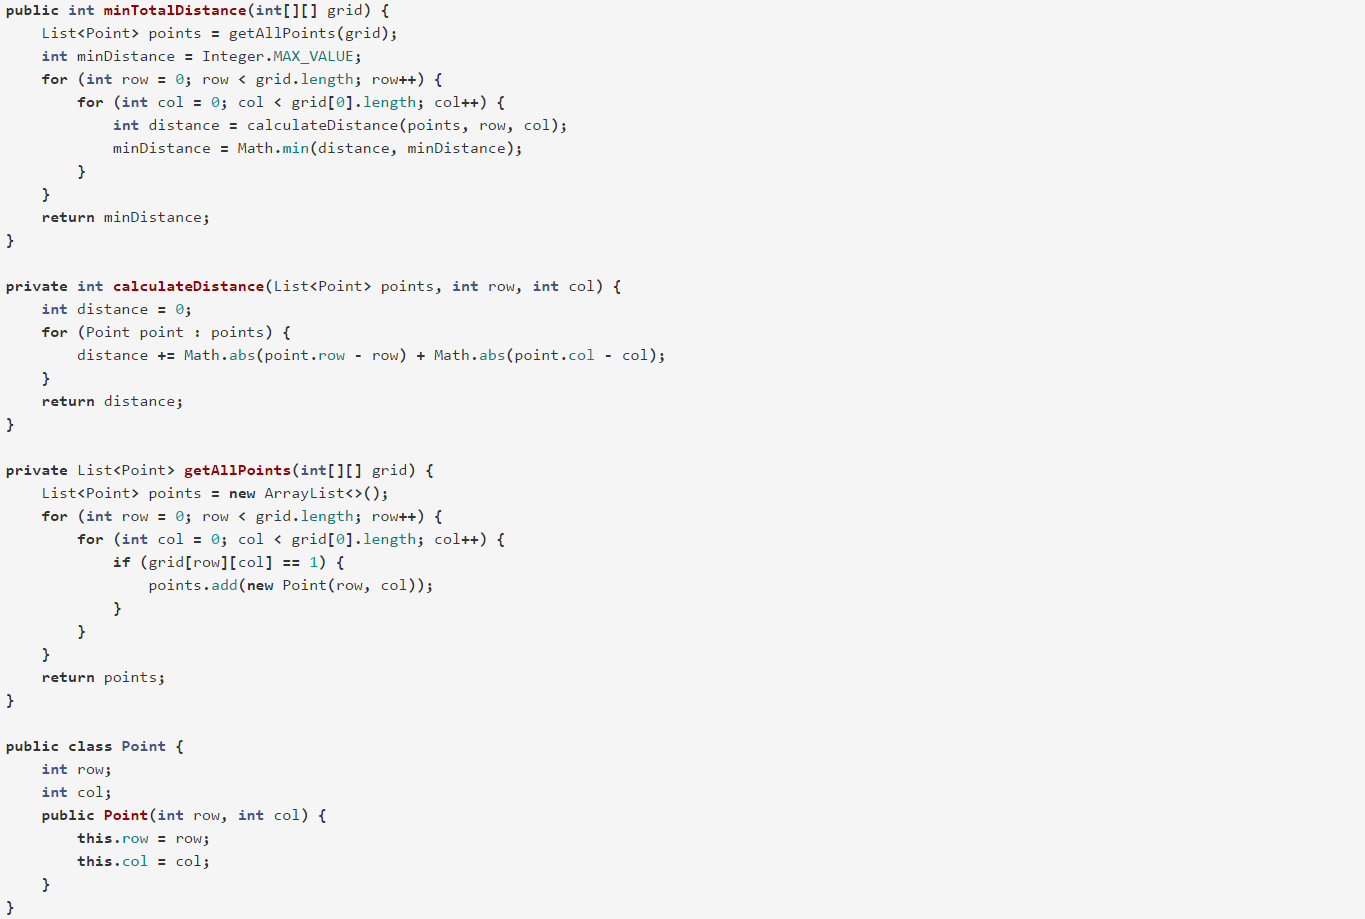 public int minTotalDistance(int[][] grid) {
    List<Point> points = getAllPoints(grid);
    int minDistance = Integer.MAX_VALUE;
    for (int row = 0; row < grid.length; row++) {
        for (int col = 0; col < grid[0].length; col++) {
            int distance = calculateDistance(points, row, col);
            minDistance = Math.min(distance, minDistance);
        }
    }
    return minDistance;
}

private int calculateDistance(List<Point> points, int row, int col) {
    int distance = 0;
    for (Point point : points) {
        distance += Math.abs(point.row - row) + Math.abs(point.col - col);
    }
    return distance;
}

private List<Point> getAllPoints(int[][] grid) {
    List<Point> points = new ArrayList<>();
    for (int row = 0; row < grid.length; row++) {
        for (int col = 0; col < grid[0].length; col++) {
            if (grid[row][col] == 1) {
                points.add(new Point(row, col));
            }
        }
    }
    return points;
}

public class Point {
    int row;
    int col;
    public Point(int row, int col) {
        this.row = row;
        this.col = col;
    }
}